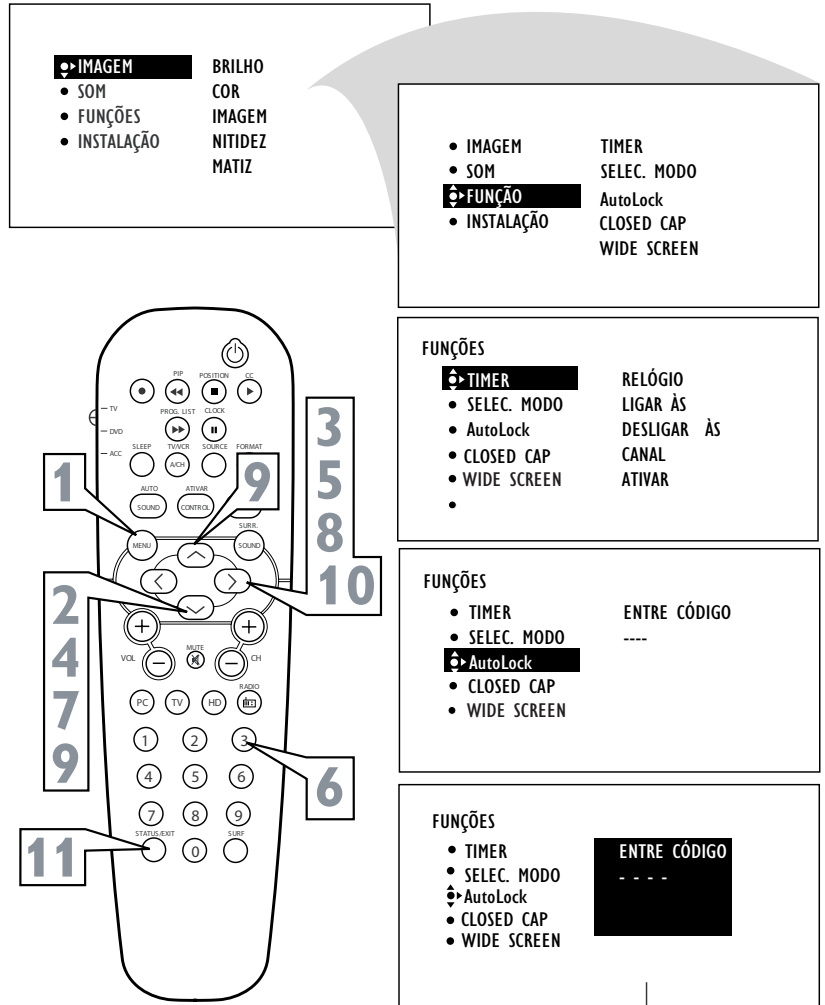 IMAGEM BRILHO
SOM COR
FUNÇÕES IMAGEM
INSTALAÇÃO NITIDEZ
MATIZ
IMAGEM TIMER
SOM SELEC. MODO
FUNÇÃO AutoLock
INSTALAÇÃO CLOSED CAP
WIDE SCREEN
FUNÇÕES
TIMER RELÓGIO
SELEC. MODO LIGAR ÀS
AutoLock DESLIGAR ÀS
CLOSED CAP CANAL
WIDE SCREEN ATIVAR
FUNÇÕES
TIMER ENTRE CÓDIGO
SELEC. MODO ----
AutoLock
CLOSED CAP
WIDE SCREEN
FUNÇÕES
TIMER ENTRE CÓDIGO
SELEC. MODO - - - -
AutoLock
CLOSED CAP
WIDE SCREEN
PIP POSITION CC
TV
PROG. LIST CLOCK
DVD
ACC
SLEEP TV/VCR SOURCE FORMAT
A/CH
AUTO ATIVAR
SOUND CONTROL
SURR.
MENU SOUND
+ +
VOL − MUTE − CH
RADIO
PC TV HD
1 2 3
4 5 6
7 8 9
STATUS/EXIT SURF
0
1
9
3
5
8
10
2
4
7
9
6
11